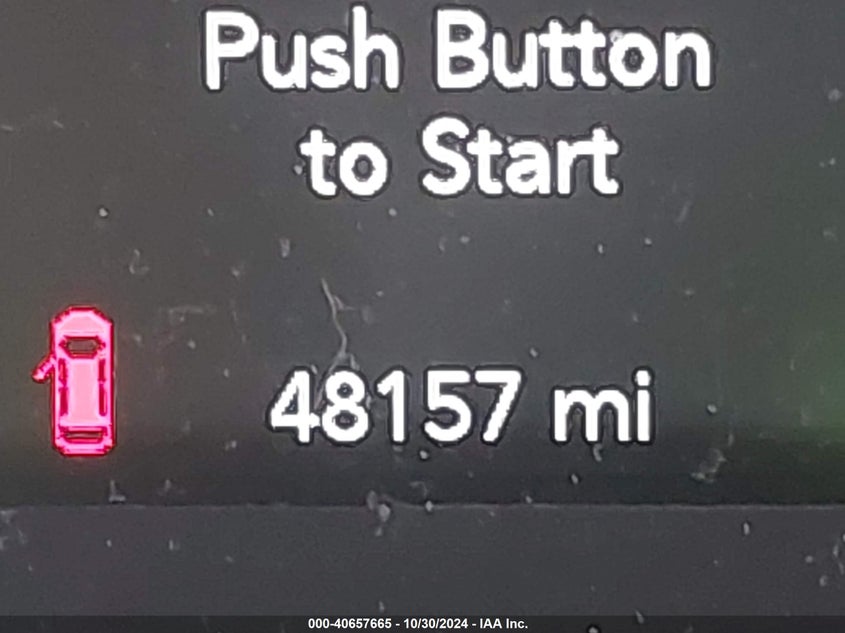 Push Button
to Start
48157 mi
000-40657665 - 10/30/2024 - IAA Inc.